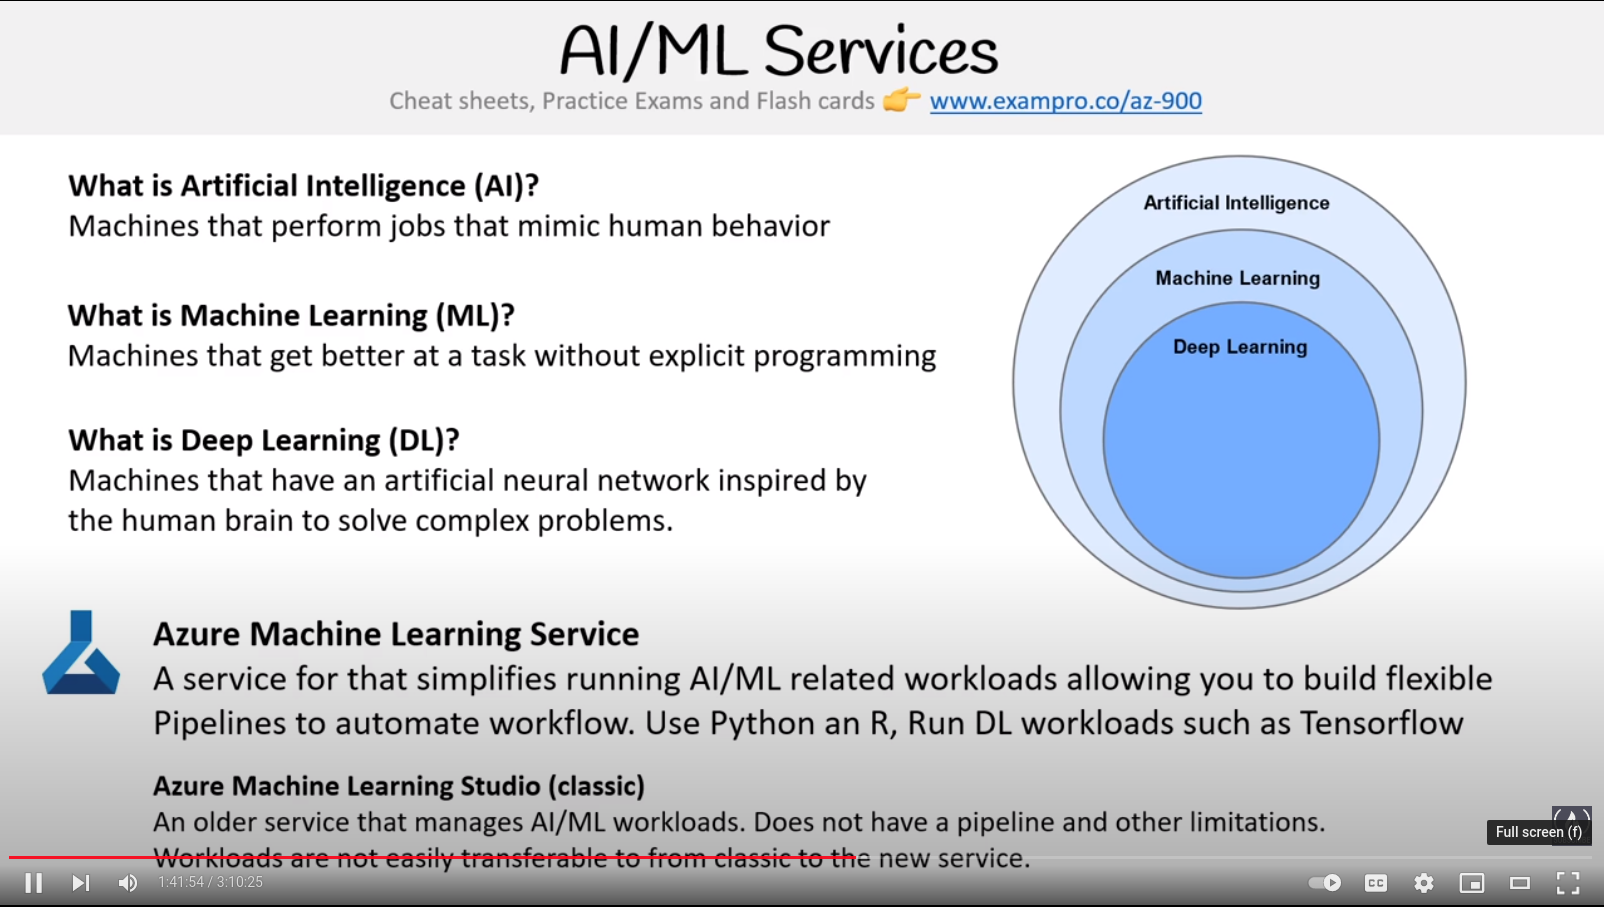 AI/ML Services
Cheat sheets, Practice Exams and Flash cards 👉 www.exampro.co/az-900
What is Artificial Intelligence (AI)?
Machines that perform jobs that mimic human behavior
What is Machine Learning (ML)?
Machines that get better at a task without explicit programming
What is Deep Learning (DL)?
Machines that have an artificial neural network inspired by
the human brain to solve complex problems.
Artificial Intelligence
Machine Learning
Deep Learning
Azure Machine Learning Service
A service for that simplifies running AI/ML related workloads allowing you to build flexible
Pipelines to automate workflow. Use Python an R, Run DL workloads such as Tensorflow
Azure Machine Learning Studio (classic)
An older service that manages AI/ML workloads. Does not have a pipeline and other limitations.
Workloads are not easily transferable to from classic to the new service.
Full screen (f)
1:41:54 / 3:10:25
CC